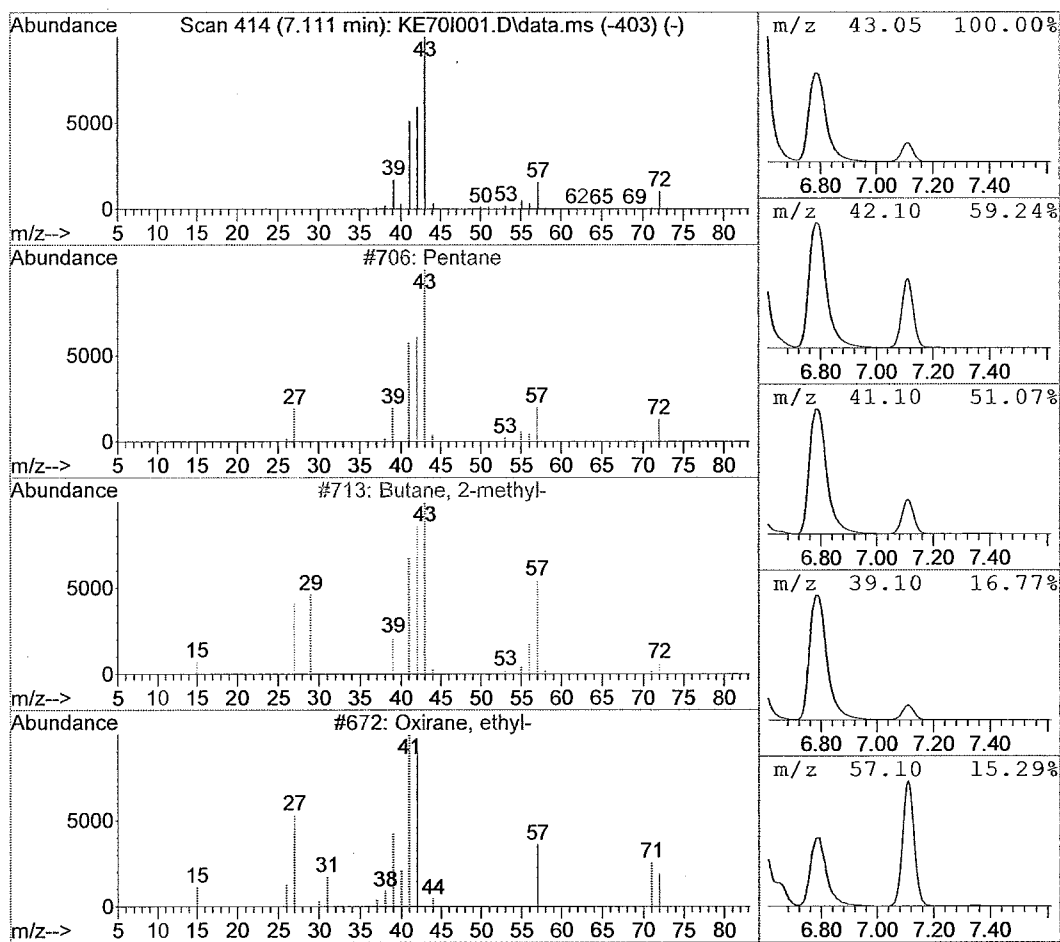 Abundance Scan 414 (7.111 min): KE70I001.D\data.ms (-403) (-)
43
5000
39 50 53 57 62 65 69 72
0
m/z--> 5 10 15 20 25 30 35 40 45 50 55 60 65 70 75 80
Abundance #706: Pentane
43
5000
27 39 53 57 72
0
m/z--> 5 10 15 20 25 30 35 40 45 50 55 60 65 70 75 80
Abundance #713: Butane, 2-methyl-
43
5000
15 29 39 53 57 72
0
m/z--> 5 10 15 20 25 30 35 40 45 50 55 60 65 70 75 80
Abundance #672: Oxirane, ethyl-
41
5000
15 27 31 38 44 57 71
0
m/z--> 5 10 15 20 25 30 35 40 45 50 55 60 65 70 75 80
m/z 43.05 100.00%
6.80 7.00 7.20 7.40
m/z 42.10 59.24%
6.80 7.00 7.20 7.40
m/z 41.10 51.07%
6.80 7.00 7.20 7.40
m/z 39.10 16.77%
6.80 7.00 7.20 7.40
m/z 57.10 15.29%
6.80 7.00 7.20 7.40